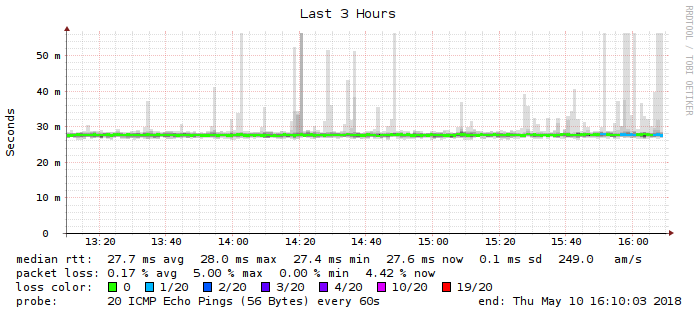 Last 3 Hours
RRDTOOL / TOBI OETIKER
Seconds
50 m
40 m
30 m
20 m
10 m
0
13:20 13:40 14:00 14:20 14:40 15:00 15:20 15:40 16:00
median rtt: 27.7 ms avg 28.0 ms max 27.4 ms min 27.6 ms now 0.1 ms sd 249.0 am/s
packet loss: 0.17 % avg 5.00 % max 0.00 % min 4.42 % now
loss color: 0 1/20 2/20 3/20 4/20 10/20 19/20
probe: 20 ICMP Echo Pings (56 Bytes) every 60s end: Thu May 10 16:10:03 2018